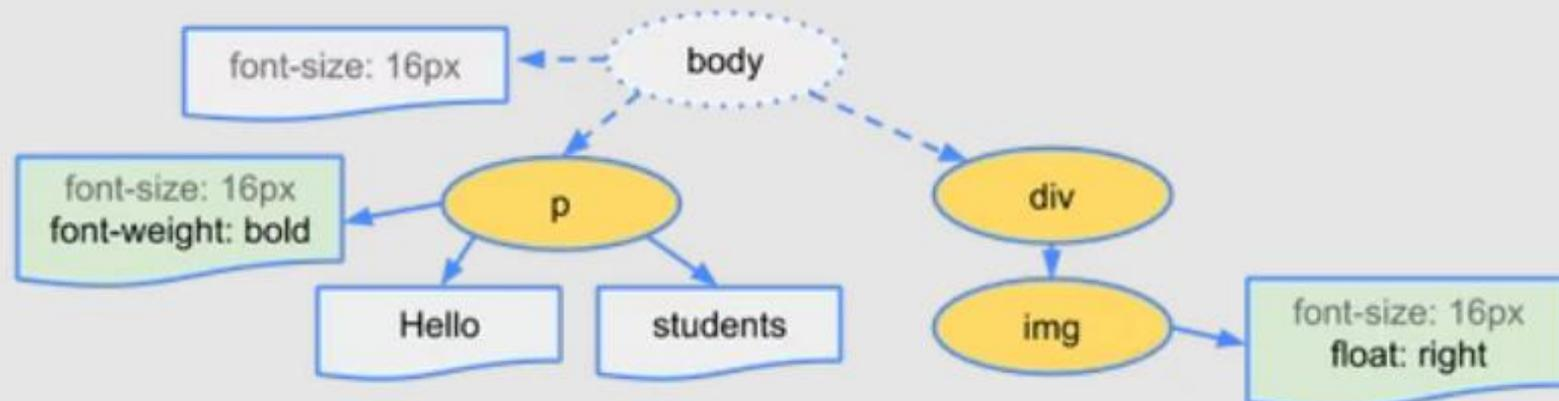 font-size: 16px
body
font-size: 16px
font-weight: bold
p
div
Hello
students
img
font-size: 16px
float: right